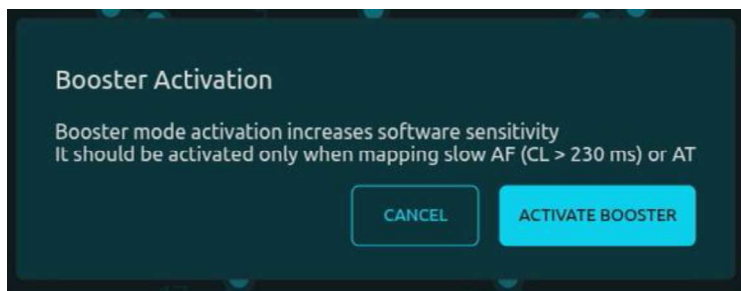 Booster Activation
Booster mode activation increases software sensitivity
It should be activated only when mapping slow AF (CL > 230 ms) or AT
CANCEL
ACTIVATE BOOSTER